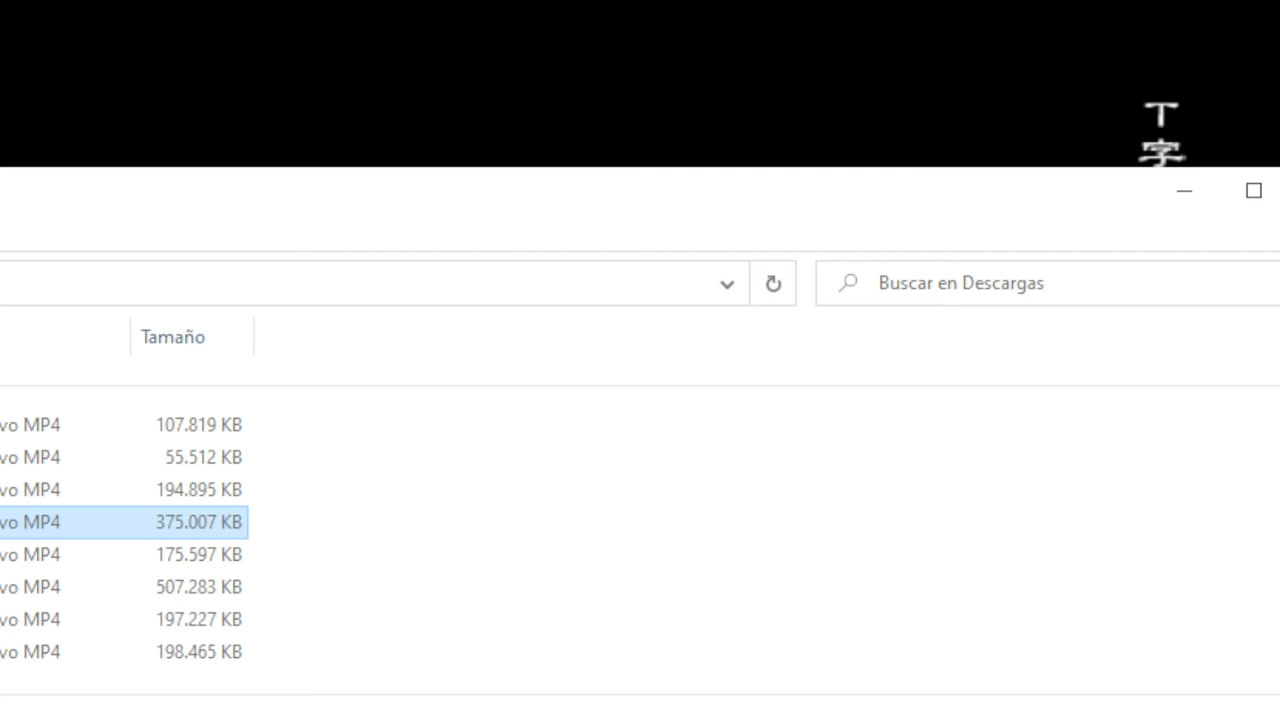 丁
字
Buscar en Descargas
Tamaño
vo MP4 107.819 KB
vo MP4 55.512 KB
vo MP4 194.895 KB
vo MP4 375.007 KB
vo MP4 175.597 KB
vo MP4 507.283 KB
vo MP4 197.227 KB
vo MP4 198.465 KB